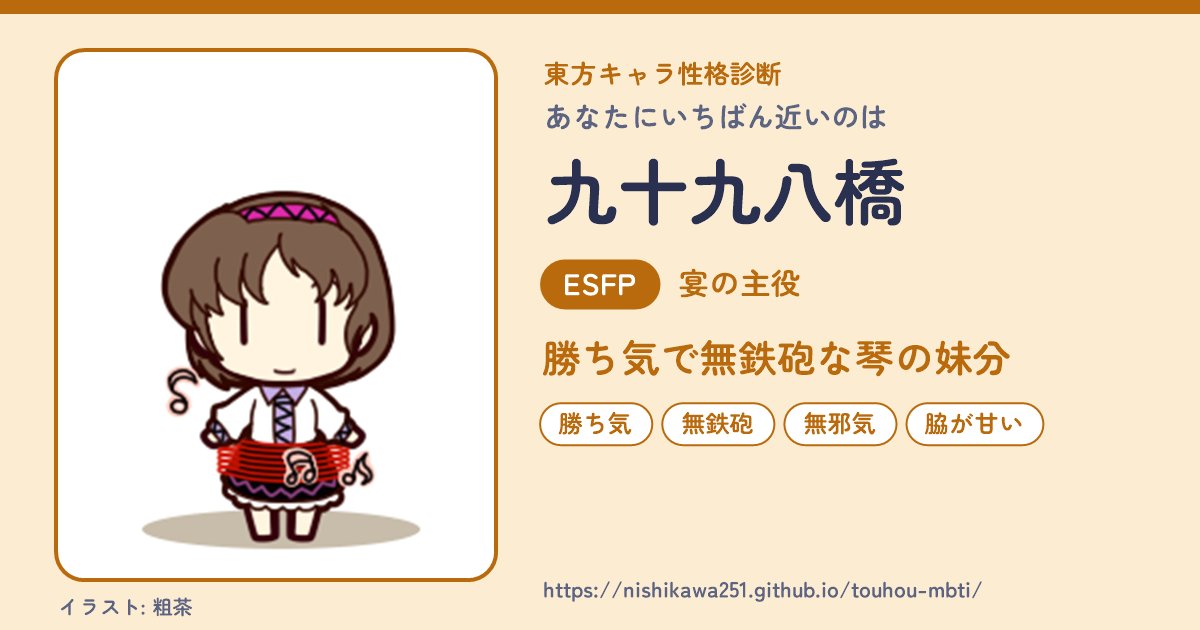 東方キャラ性格診断
あなたにいちばん近いのは
九十九八橋
ESFP 宴の主役
勝ち気で無鉄砲な琴の妹分
勝ち気 無鉄砲 無邪気 脇が甘い
https://nishikawa251.github.io/touhou-mbti/
イラスト: 粗茶